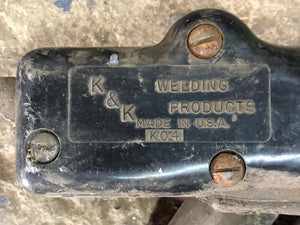 K & K WELDING
PRODUCTS
MADE IN U.S.A.
K04